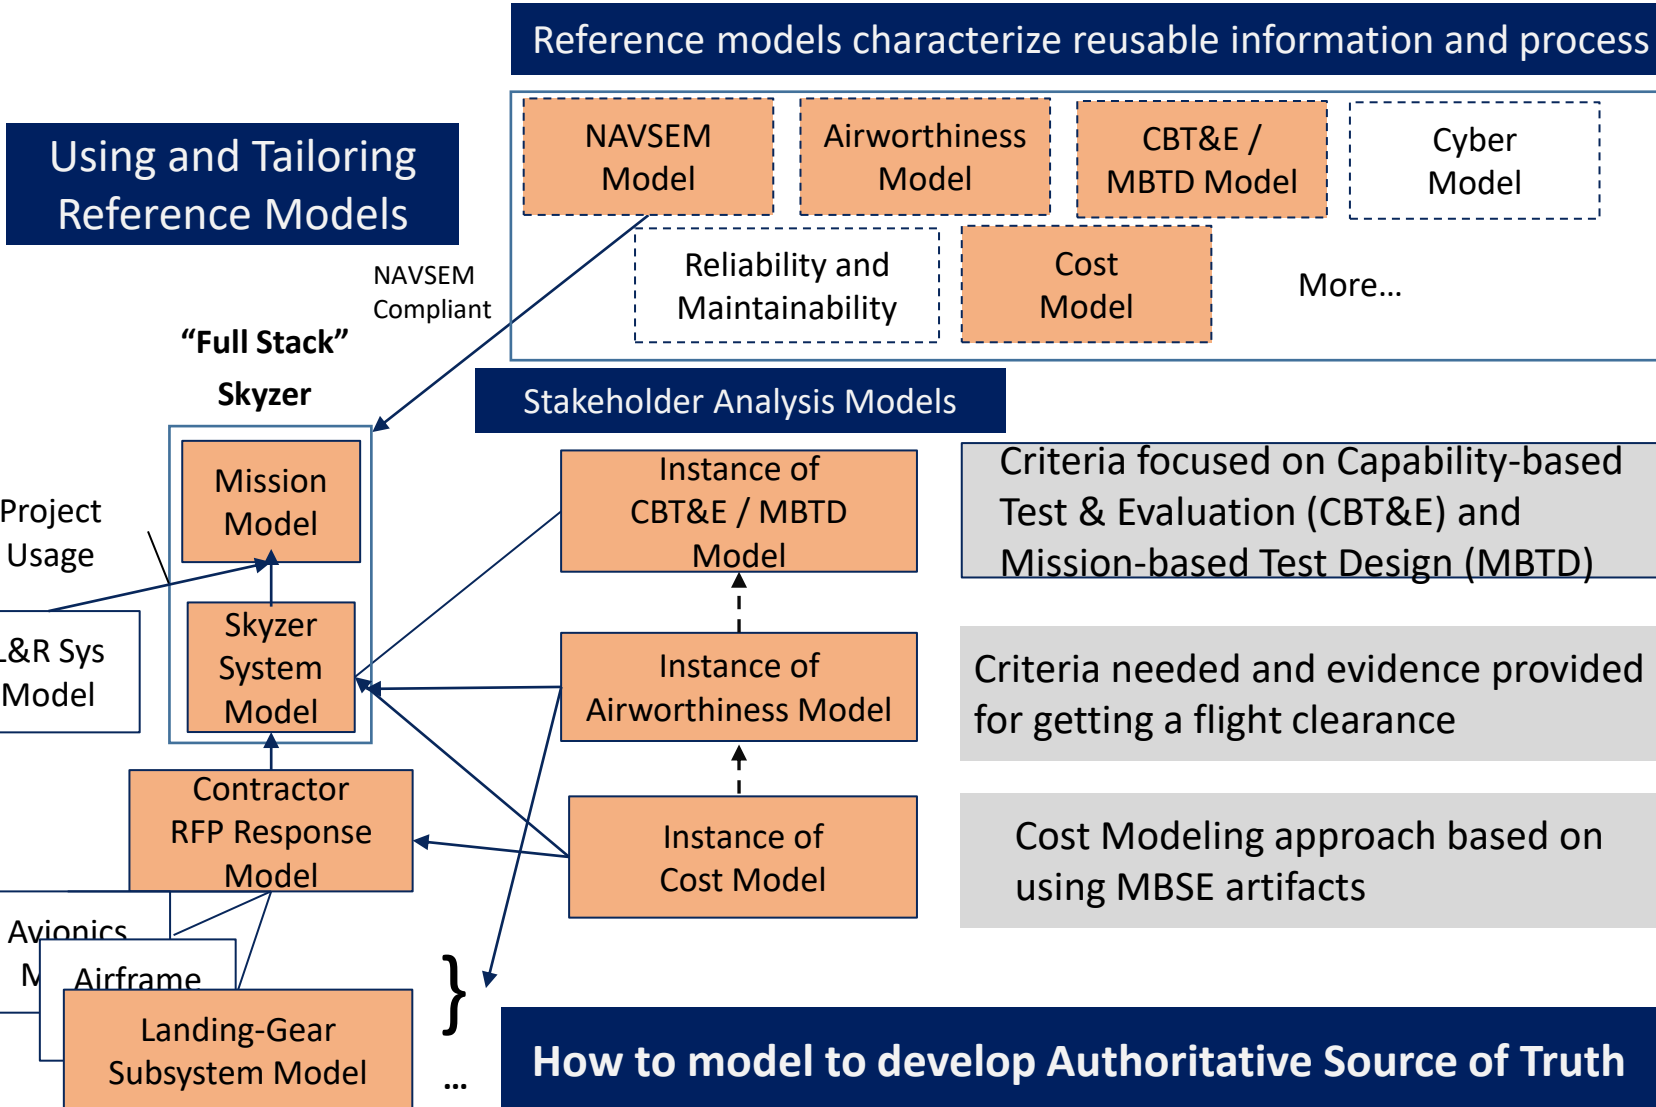 Reference models characterize reusable information and process
Using and Tailoring
Reference Models
NAVSEM
Model
Airworthiness
Model
CBT&E /
MBTD Model
Cyber
Model
Reliability and
Maintainability
Cost
Model
More...
NAVSEM
Compliant
“Full Stack”
Skyzer
Stakeholder Analysis Models
Mission
Model
Project
Usage
L&R Sys
Model
Skyzer
System
Model
Contractor
RFP Response
Model
Avionics
Airframe
Landing-Gear
Subsystem Model
}
...
Instance of
CBT&E / MBTD
Model
Instance of
Airworthiness Model
Instance of
Cost Model
Criteria focused on Capability-based
Test & Evaluation (CBT&E) and
Mission-based Test Design (MBTD)
Criteria needed and evidence provided
for getting a flight clearance
Cost Modeling approach based on
using MBSE artifacts
How to model to develop Authoritative Source of Truth